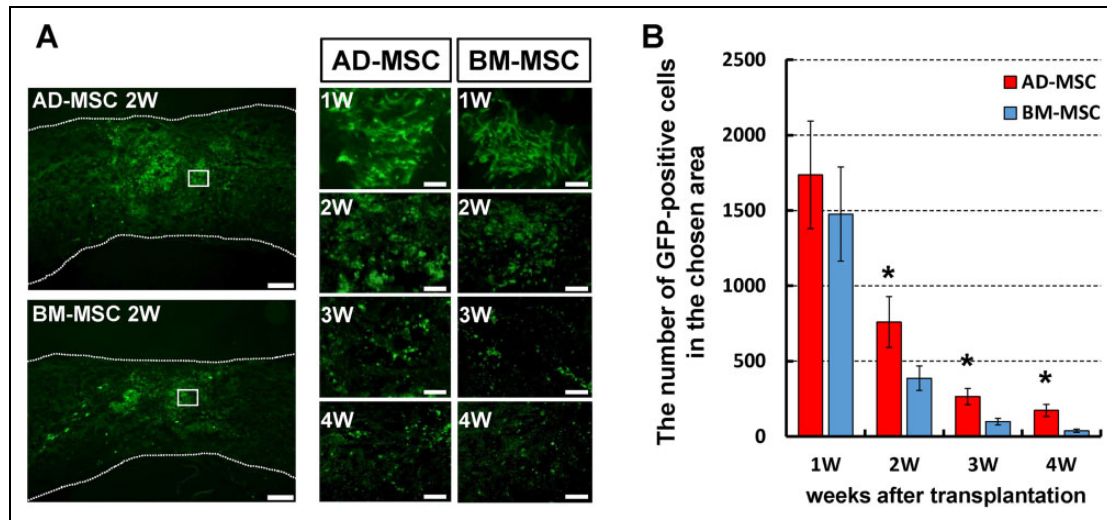 A
AD-MSC 2W
BM-MSC 2W
AD-MSC
BM-MSC
1W
1W
2W
2W
3W
3W
4W
4W
B
The number of GFP-positive cells
in the chosen area
2500
2000
1500
1000
500
0
AD-MSC
BM-MSC
*
*
*
1W
2W
3W
4W
weeks after transplantation